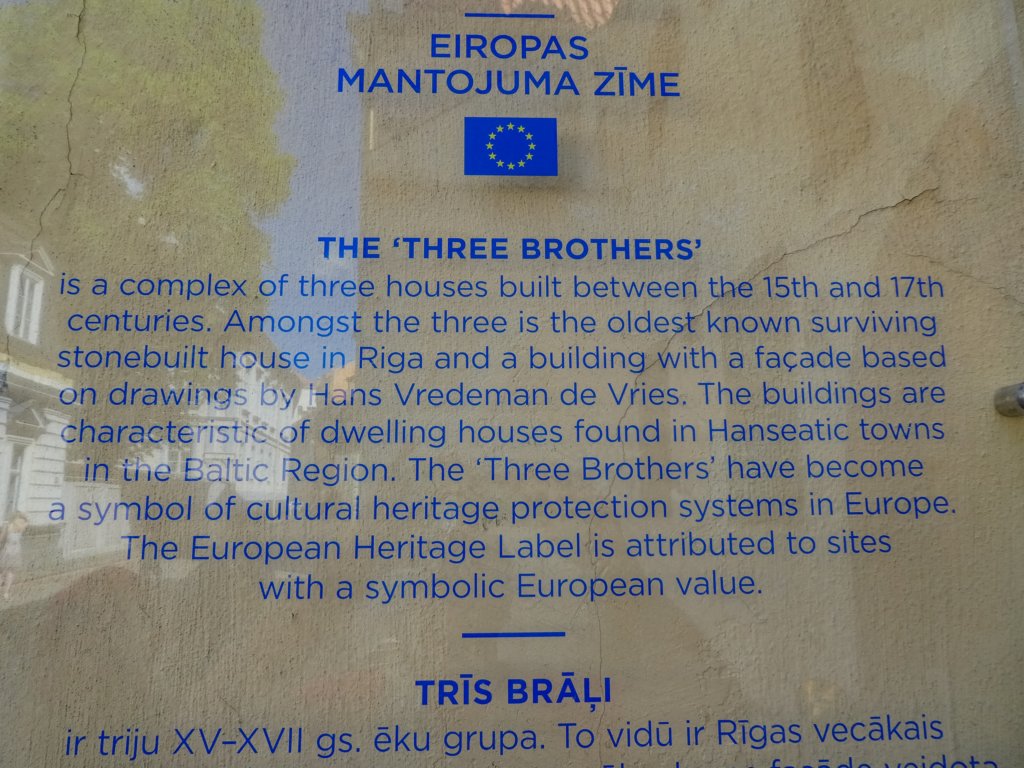 EIROPAS
MANTOJUMA ZĪME
THE ‘THREE BROTHERS’
is a complex of three houses built between the 15th and 17th
centuries. Amongst the three is the oldest known surviving
stonebuilt house in Riga and a building with a façade based
on drawings by Hans Vredeman de Vries. The buildings are
characteristic of dwelling houses found in Hanseatic towns
in the Baltic Region. The ‘Three Brothers’ have become
a symbol of cultural heritage protection systems in Europe.
The European Heritage Label is attributed to sites
with a symbolic European value.
TRĪS BRĀĻI
ir triju XV–XVII gs. ēku grupa. To vidū ir Rīgas vecākais
fasāde veidota